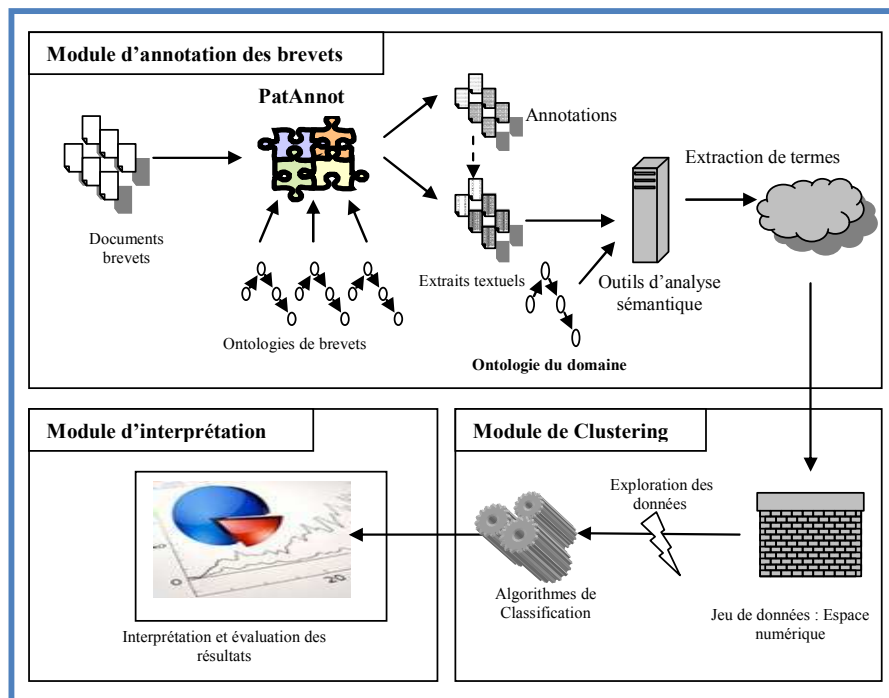 Module d'annotation des brevets
PatAnnot
Annotations
Extraction de termes
Documents
brevets
Extraits textuels
Outils d'analyse
sémantique
Ontologies de brevets
Ontologie du domaine
Module d'interprétation
Module de Clustering
Exploration des
données
0
20
Algorithmes de
Classification
Jeu de données : Espace
numérique
Interprétation et évaluation des
résultats